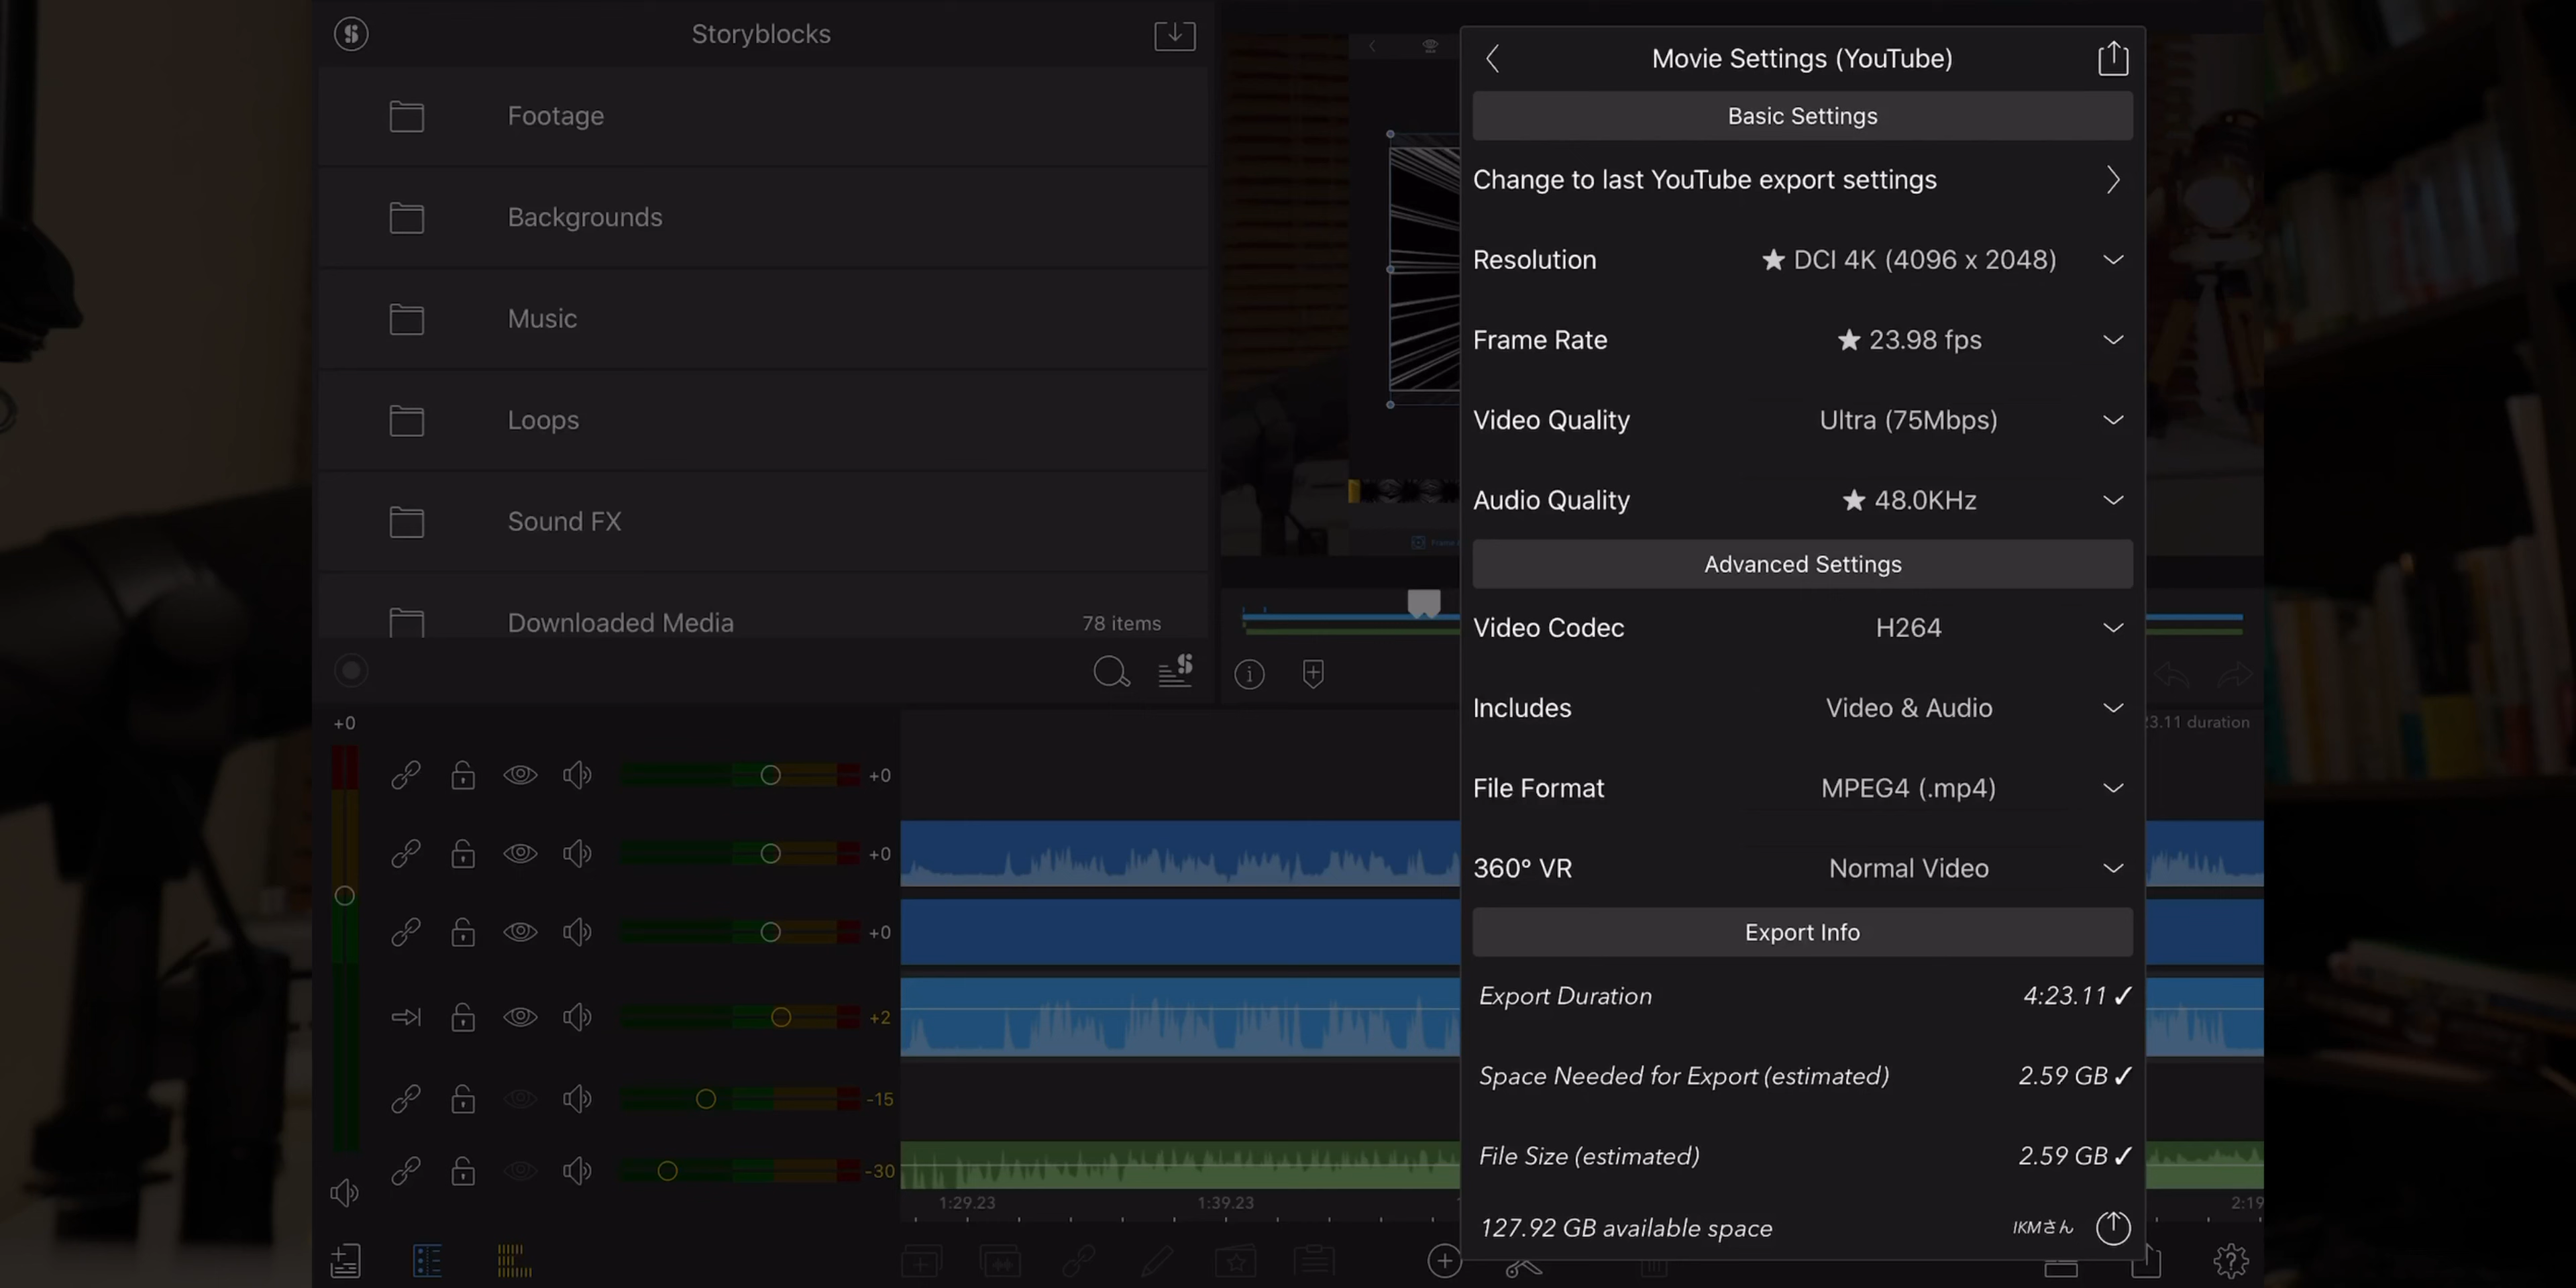 Storyblocks
Footage
Backgrounds
Music
Loops
Sound FX
Downloaded Media 78 items
Movie Settings (YouTube)
Basic Settings
Change to last YouTube export settings
Resolution ★ DCI 4K (4096 x 2048)
Frame Rate ★ 23.98 fps
Video Quality Ultra (75Mbps)
Audio Quality ★ 48.0KHz
Advanced Settings
Video Codec H264
Includes Video & Audio
File Format MPEG4 (.mp4)
360° VR Normal Video
Export Info
Export Duration 4:23.11 ✓
Space Needed for Export (estimated) 2.59 GB ✓
File Size (estimated) 2.59 GB ✓
127.92 GB available space IKMさん
23.11 duration
+0
+0
+0
+0
+2
-15
-30
1:29.23 1:39.23 2:19